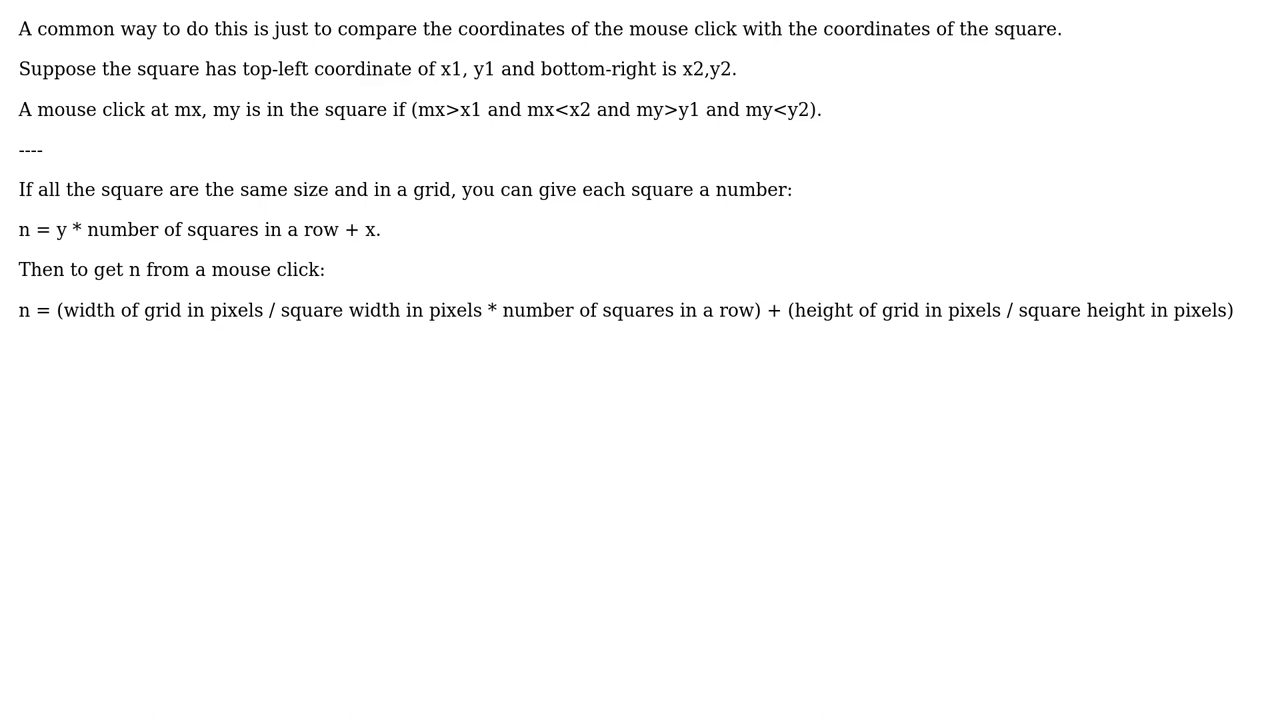 A common way to do this is just to compare the coordinates of the mouse click with the coordinates of the square.
Suppose the square has top-left coordinate of x1, y1 and bottom-right is x2,y2.
A mouse click at mx, my is in the square if (mx>x1 and mx<x2 and my>y1 and my<y2).
----
If all the square are the same size and in a grid, you can give each square a number:
n = y * number of squares in a row + x.
Then to get n from a mouse click:
n = (width of grid in pixels / square width in pixels * number of squares in a row) + (height of grid in pixels / square height in pixels)